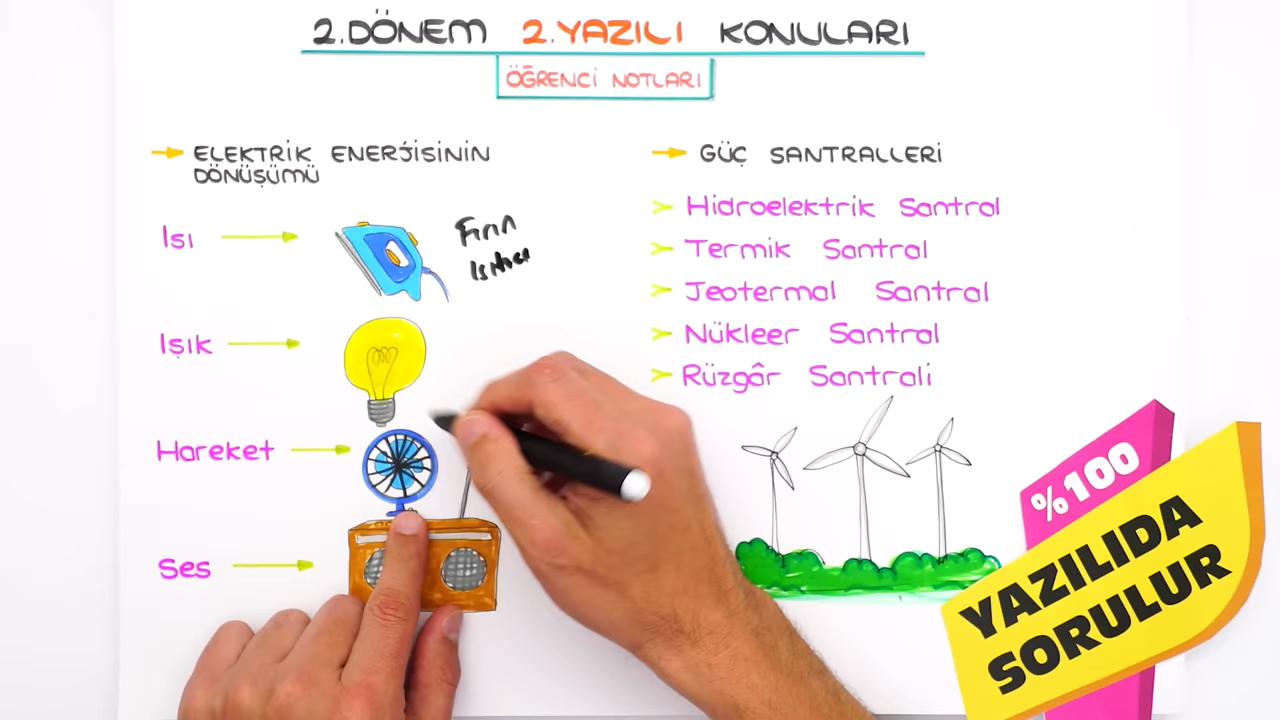 2.DÖNEM 2.YAZILI KONULARI
ÖĞRENCİ NOTLARI
ELEKTRİK ENERJİSİNİN
DÖNÜŞÜMÜ
Isı
Fırın
Isıtıcı
Işık
Hareket
Ses
GÜÇ SANTRALLERİ
Hidroelektrik Santral
Termik Santral
Jeotermal Santral
Nükleer Santral
Rüzgâr Santrali
%100
YAZILIDA
SORULUR